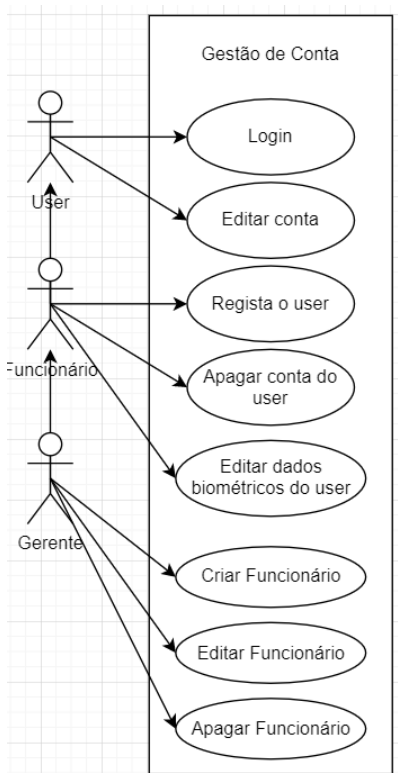 Gestão de Conta
Login
User
Editar conta
Regista o user
Funcionário
Apagar conta do
user
Editar dados
biométricos do user
Gerente
Criar Funcionário
Editar Funcionário
Apagar Funcionário